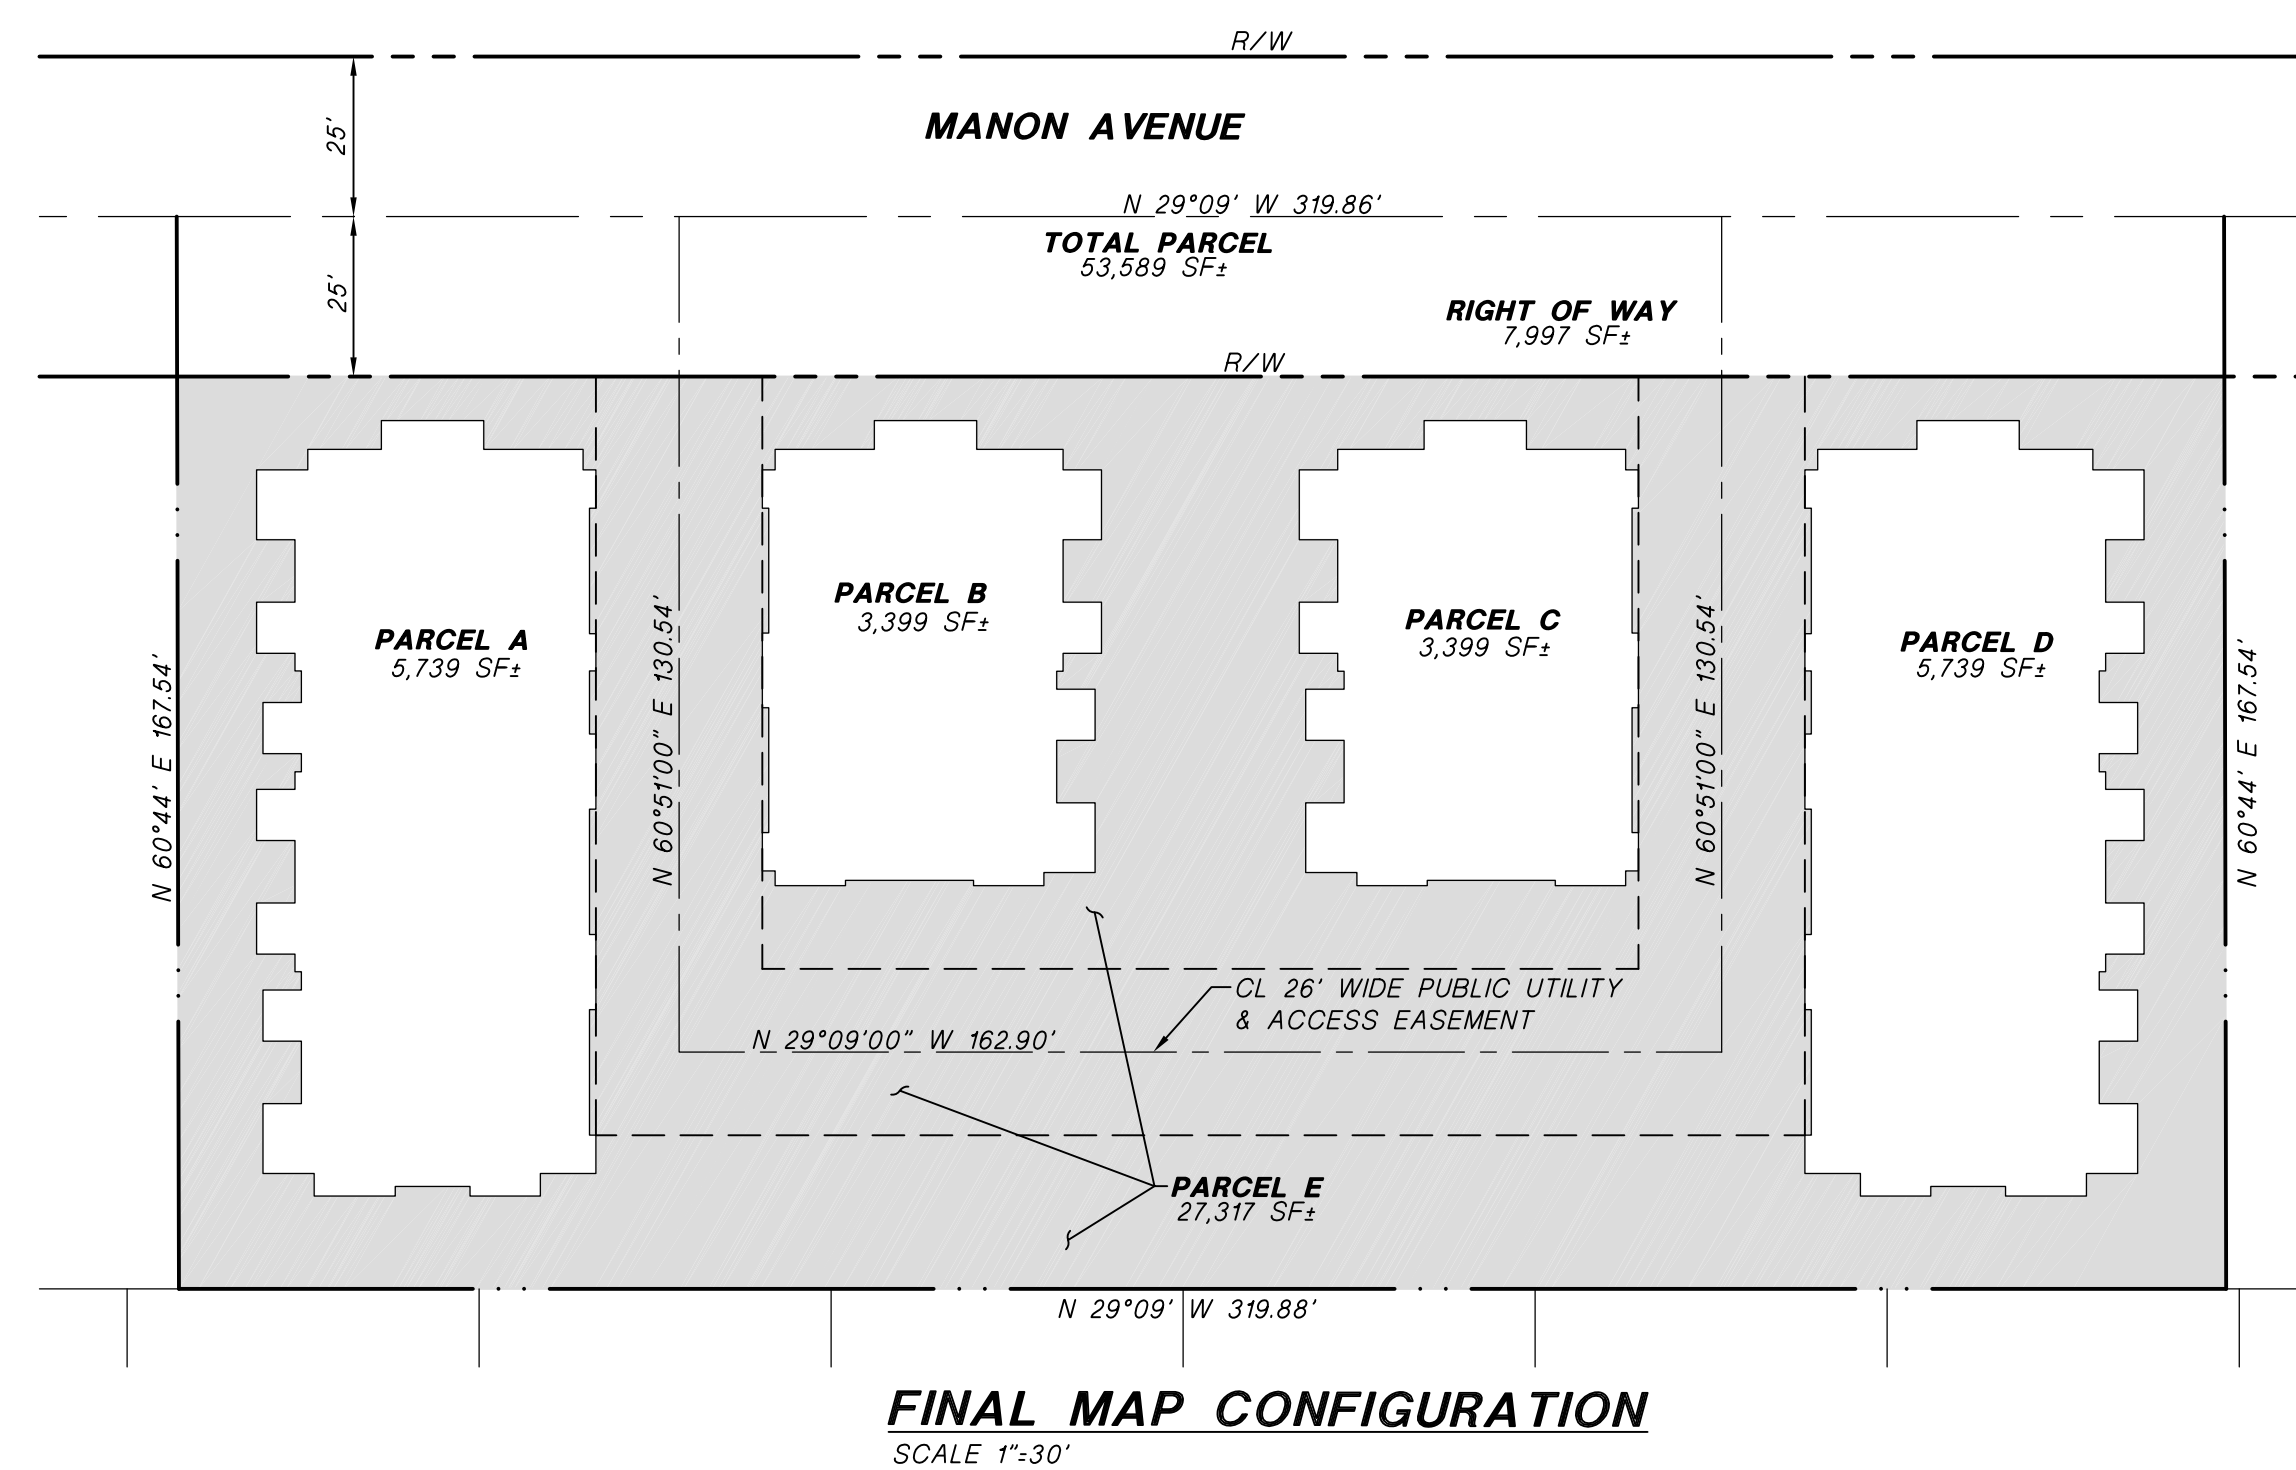 R/W
MANON AVENUE
25'
N 29°09' W 319.86'
TOTAL PARCEL
53,589 SF±
25'
RIGHT OF WAY
7,997 SF±
R/W
PARCEL A
5,739 SF±
PARCEL B
3,399 SF±
PARCEL C
3,399 SF±
PARCEL D
5,739 SF±
N 60°44' E 167.54'
N 60°51'00" E 130.54'
N 60°51'00" E 130.54'
N 60°44' E 167.54'
CL 26' WIDE PUBLIC UTILITY
& ACCESS EASEMENT
N 29°09'00" W 162.90'
PARCEL E
27,317 SF±
N 29°09' W 319.88'
FINAL MAP CONFIGURATION
SCALE 1"=30'